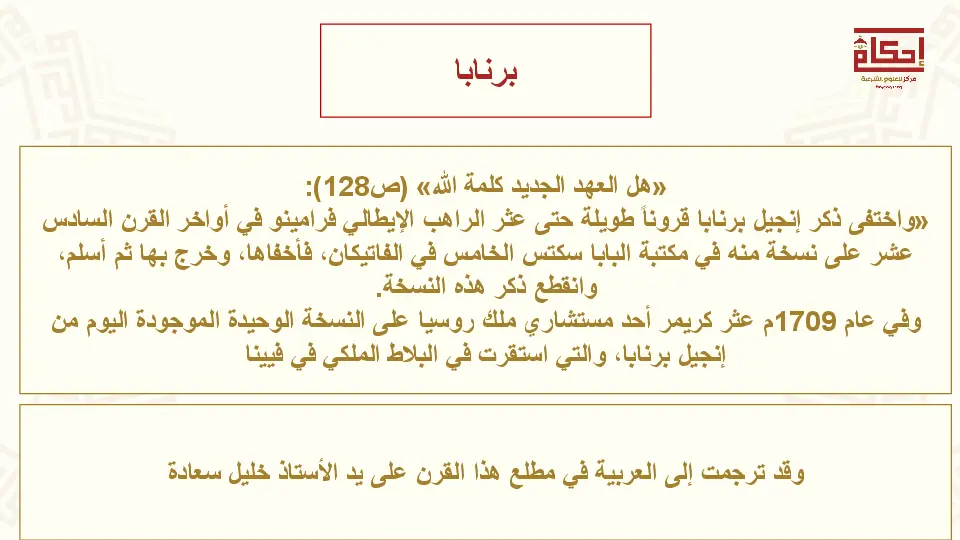 إحكام
مركز للعلوم الشرعية
برنابا
«هل العهد الجديد كلمة الله» (ص128):
«واختفى ذكر إنجيل برنابا قروناً طويلة حتى عثر الراهب الإيطالي فرامينو في أواخر القرن السادس
عشر على نسخة منه في مكتبة البابا سكتس الخامس في الفاتيكان، فأخفاها، وخرج بها ثم أسلم،
وانقطع ذكر هذه النسخة.
وفي عام 1709م عثر كريمر أحد مستشاري ملك روسيا على النسخة الوحيدة الموجودة اليوم من
إنجيل برنابا، والتي استقرت في البلاط الملكي في فيينا
وقد ترجمت إلى العربية في مطلع هذا القرن على يد الأستاذ خليل سعادة